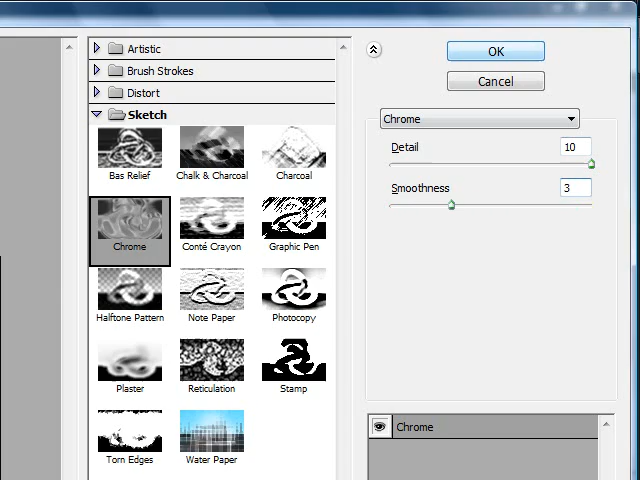 Artistic
Brush Strokes
Distort
Sketch
Bas Relief
Chalk & Charcoal
Charcoal
Chrome
Conté Crayon
Graphic Pen
Halftone Pattern
Note Paper
Photocopy
Plaster
Reticulation
Stamp
Torn Edges
Water Paper
OK
Cancel
Chrome
Detail 10
Smoothness 3
Chrome